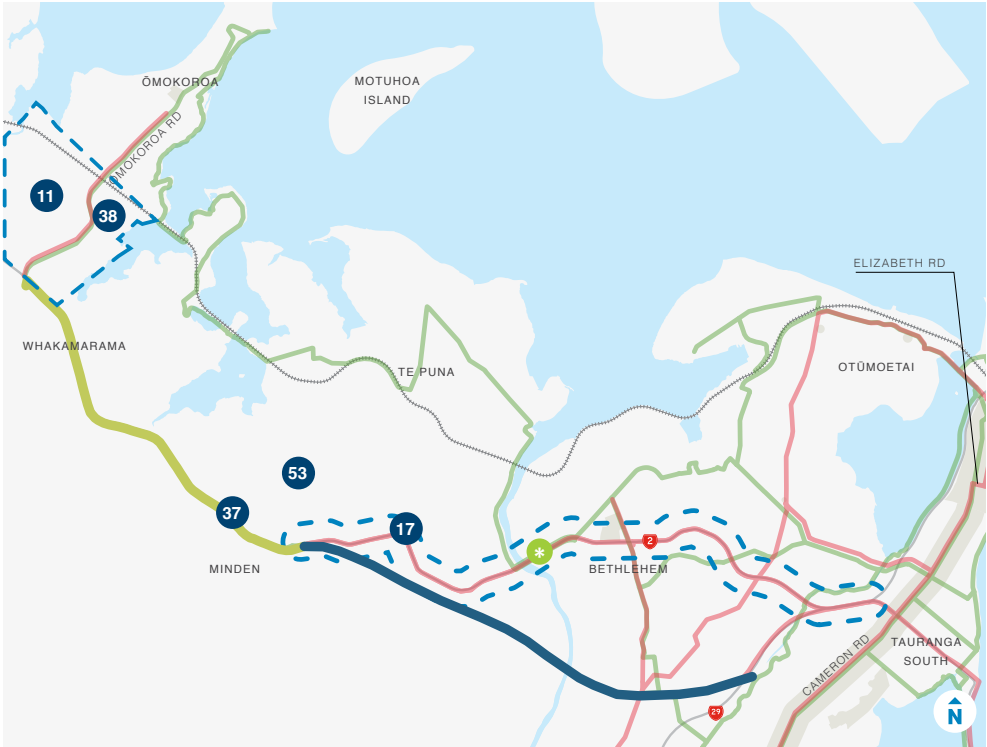 ŌMOKOROA
MOTUHOA
ISLAND
ŌMOKOROA RD
11
38
ELIZABETH RD
WHAKAMARAMA
TE PUNA
OTŪMOETAI
53
37
17
*
2
MINDEN
BETHLEHEM
CAMERON RD
TAURANGA
SOUTH
29
N